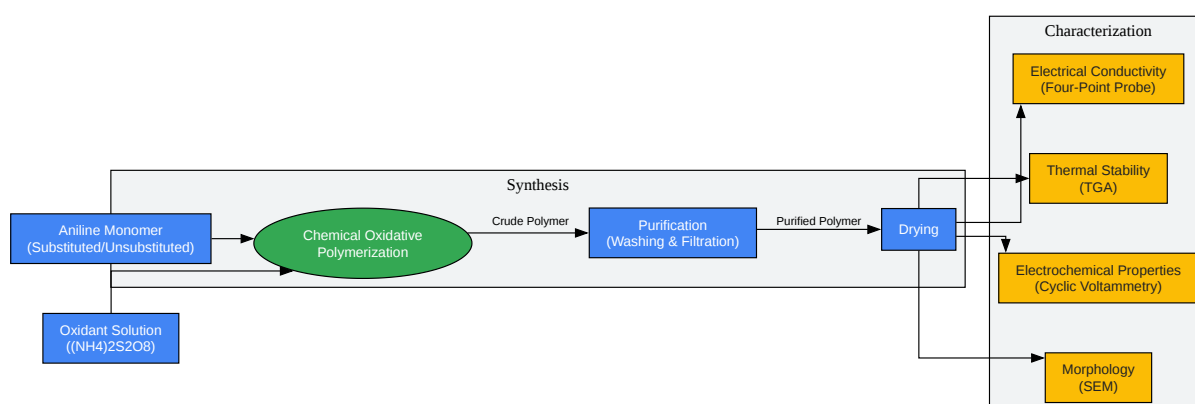 Characterization
Electrical Conductivity
(Four-Point Probe)
Thermal Stability
(TGA)
Synthesis
Aniline Monomer
(Substituted/Unsubstituted)
Chemical Oxidative
Polymerization
Crude Polymer
Purification
(Washing & Filtration)
Purified Polymer
Drying
Electrochemical Properties
(Cyclic Voltammetry)
Oxidant Solution
((NH4)2S2O8)
Morphology
(SEM)